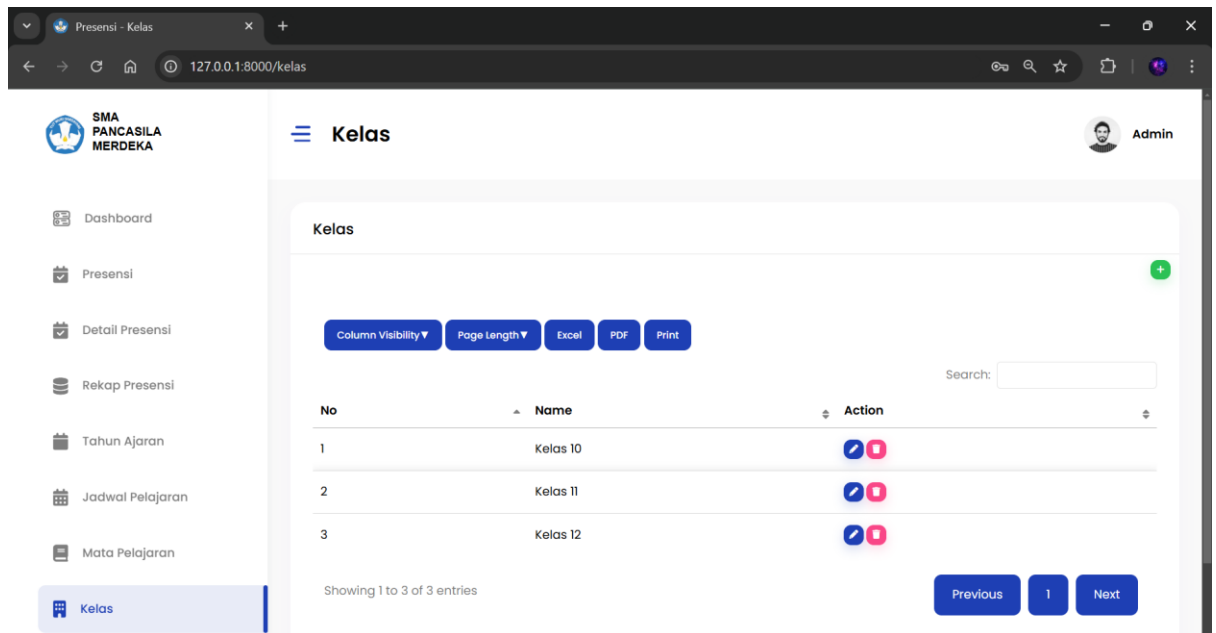 Presensi - Kelas
127.0.0.1:8000/kelas
SMA
PANCASILA
MERDEKA
Kelas
Admin
Dashboard
Presensi
Detail Presensi
Rekap Presensi
Tahun Ajaran
Jadwal Pelajaran
Mata Pelajaran
Kelas
Kelas
Column Visibility▼ Page Length▼ Excel PDF Print
Search:
No Name Action
1 Kelas 10
2 Kelas 11
3 Kelas 12
Showing 1 to 3 of 3 entries
Previous 1 Next